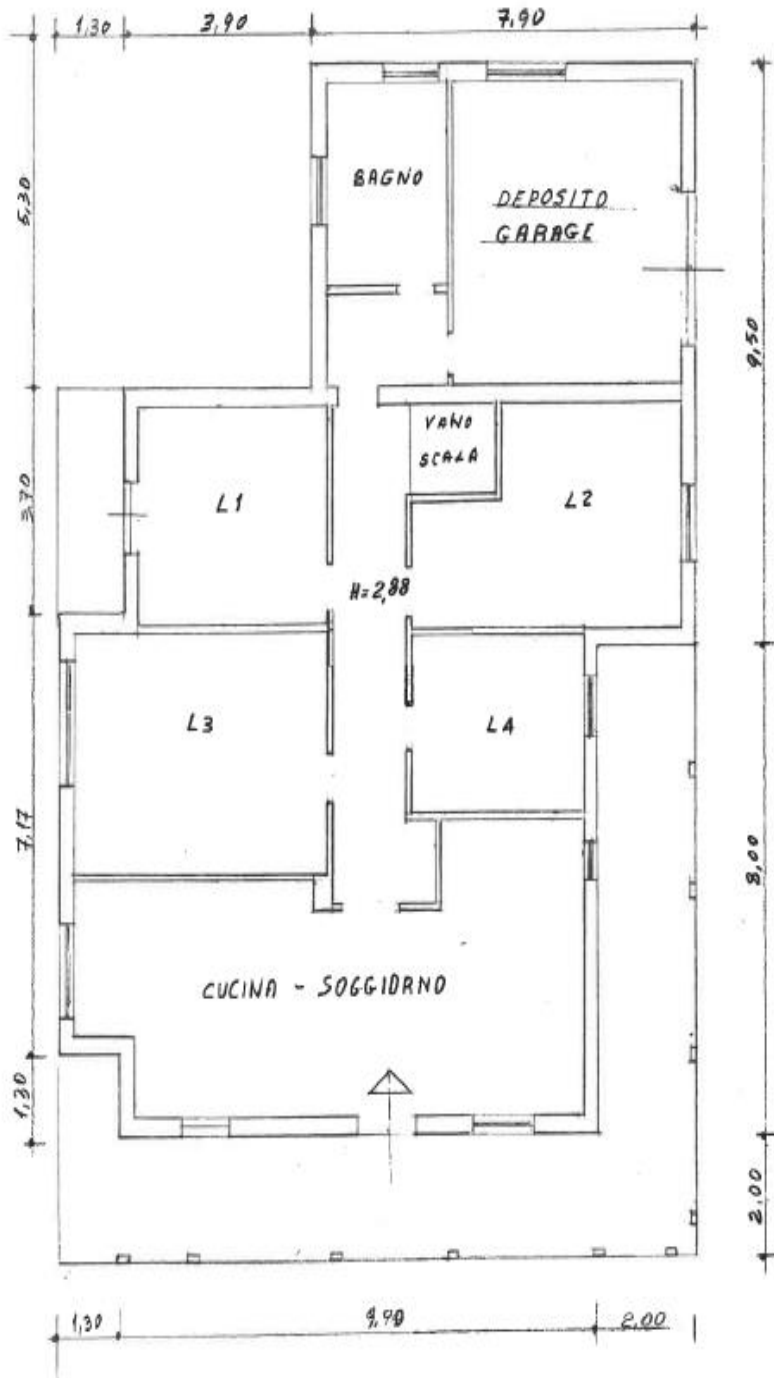 1,30 3,90 7,90
5,30
BAGNO
DEPOSITO
GARAGE
9,50
3,70
VANO
SCALA
L1
L2
H=2,88
L3
L4
7,17
8,00
CUCINA - SOGGIORNO
1,30
2,00
1,30 9,90 2,00